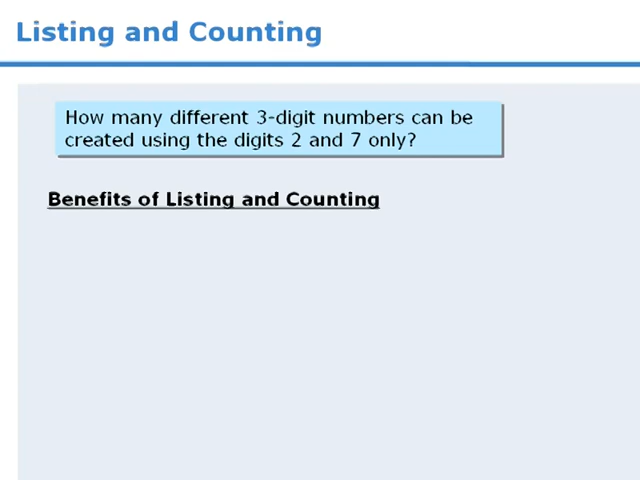 Listing and Counting
How many different 3-digit numbers can be
created using the digits 2 and 7 only?
Benefits of Listing and Counting